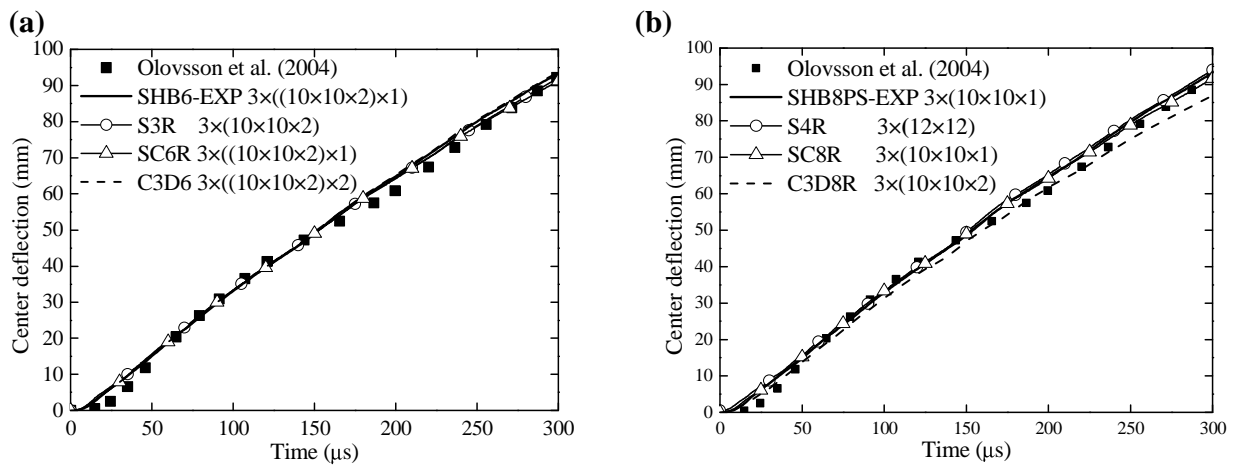 (a)
100
90
80
70
60
50
40
30
20
10
0
Center deflection (mm)
Olovsson et al. (2004)
SHB6-EXP 3×((10×10×2)×1)
S3R 3×(10×10×2)
SC6R 3×((10×10×2)×1)
C3D6 3×((10×10×2)×2)
0 50 100 150 200 250 300
Time (μs)
(b)
100
90
80
70
60
50
40
30
20
10
0
Center deflection (mm)
Olovsson et al. (2004)
SHB8PS-EXP 3×(10×10×1)
S4R 3×(12×12)
SC8R 3×(10×10×1)
C3D8R 3×(10×10×2)
0 50 100 150 200 250 300
Time (μs)